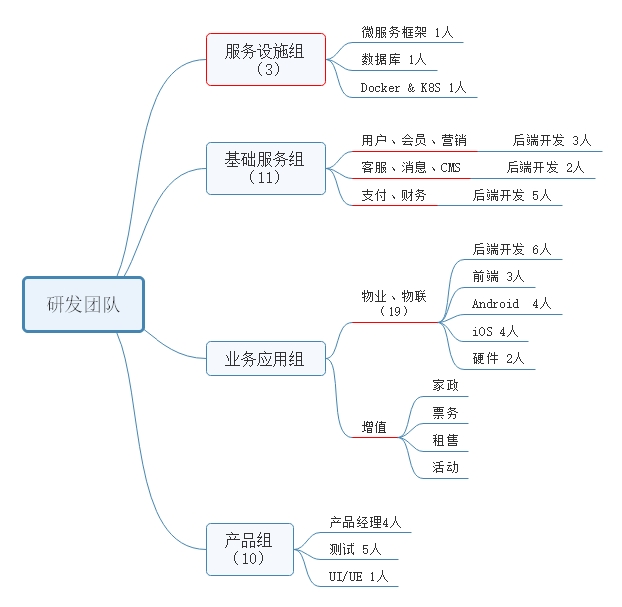 研发团队
服务设施组
（3）
微服务框架 1人
数据库 1人
Docker & K8S 1人
基础服务组
（11）
用户、会员、营销
后端开发 3人
客服、消息、CMS
后端开发 2人
支付、财务
后端开发 5人
业务应用组
物业、物联
（19）
后端开发 6人
前端 3人
Android 4人
iOS 4人
硬件 2人
增值
家政
票务
租售
活动
产品组
（10）
产品经理4人
测试 5人
UI/UE 1人